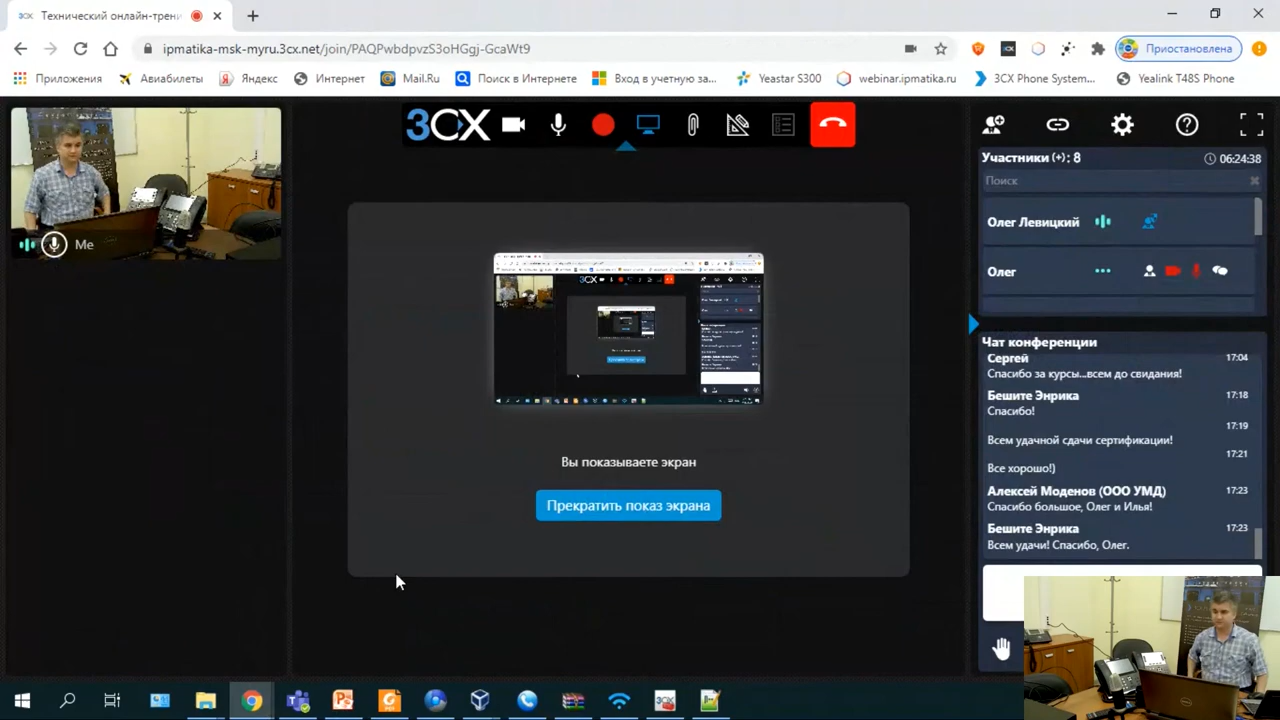 3CX Технический онлайн-трени
ipmatika-msk-myru.3cx.net/join/PAQPwbdpvzS3oHGgj-GcaWt9
3CX
Приостановлена
Приложения
Авиабилеты
Яндекс
Интернет
Mail.Ru
Поиск в Интернете
Вход в учетную за...
Yeastar S300
webinar.ipmatika.ru
3CX Phone System...
Yealink T48S Phone
Me
3CX
Вы показываете экран
Прекратить показ экрана
Участники (+): 8
06:24:38
Поиск
Олег Левицкий
Олег
Чат конференции
Сергей 17:04
Спасибо за курсы...всем до свидания!
Бешите Энрика 17:18
Спасибо!
17:19
Всем удачной сдачи сертификации!
17:21
Все хорошо!)
Алексей Моденов (ООО УМД) 17:23
Спасибо большое, Олег и Илья!
Бешите Энрика 17:23
Всем удачи! Спасибо, Олег.
3CX